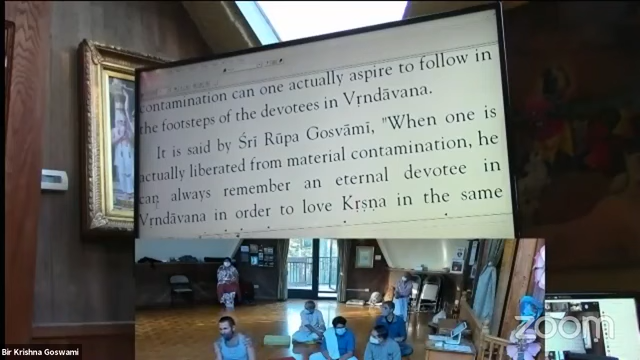 contamination can one actually aspire to follow in
the footsteps of the devotees in Vṛndāvana.
It is said by Śrī Rūpa Gosvāmī, "When one is
actually liberated from material contamination, he
can always remember an eternal devotee in
Vṛndāvana in order to love Kṛṣṇa in the same
zoom
Bir Krishna Goswami